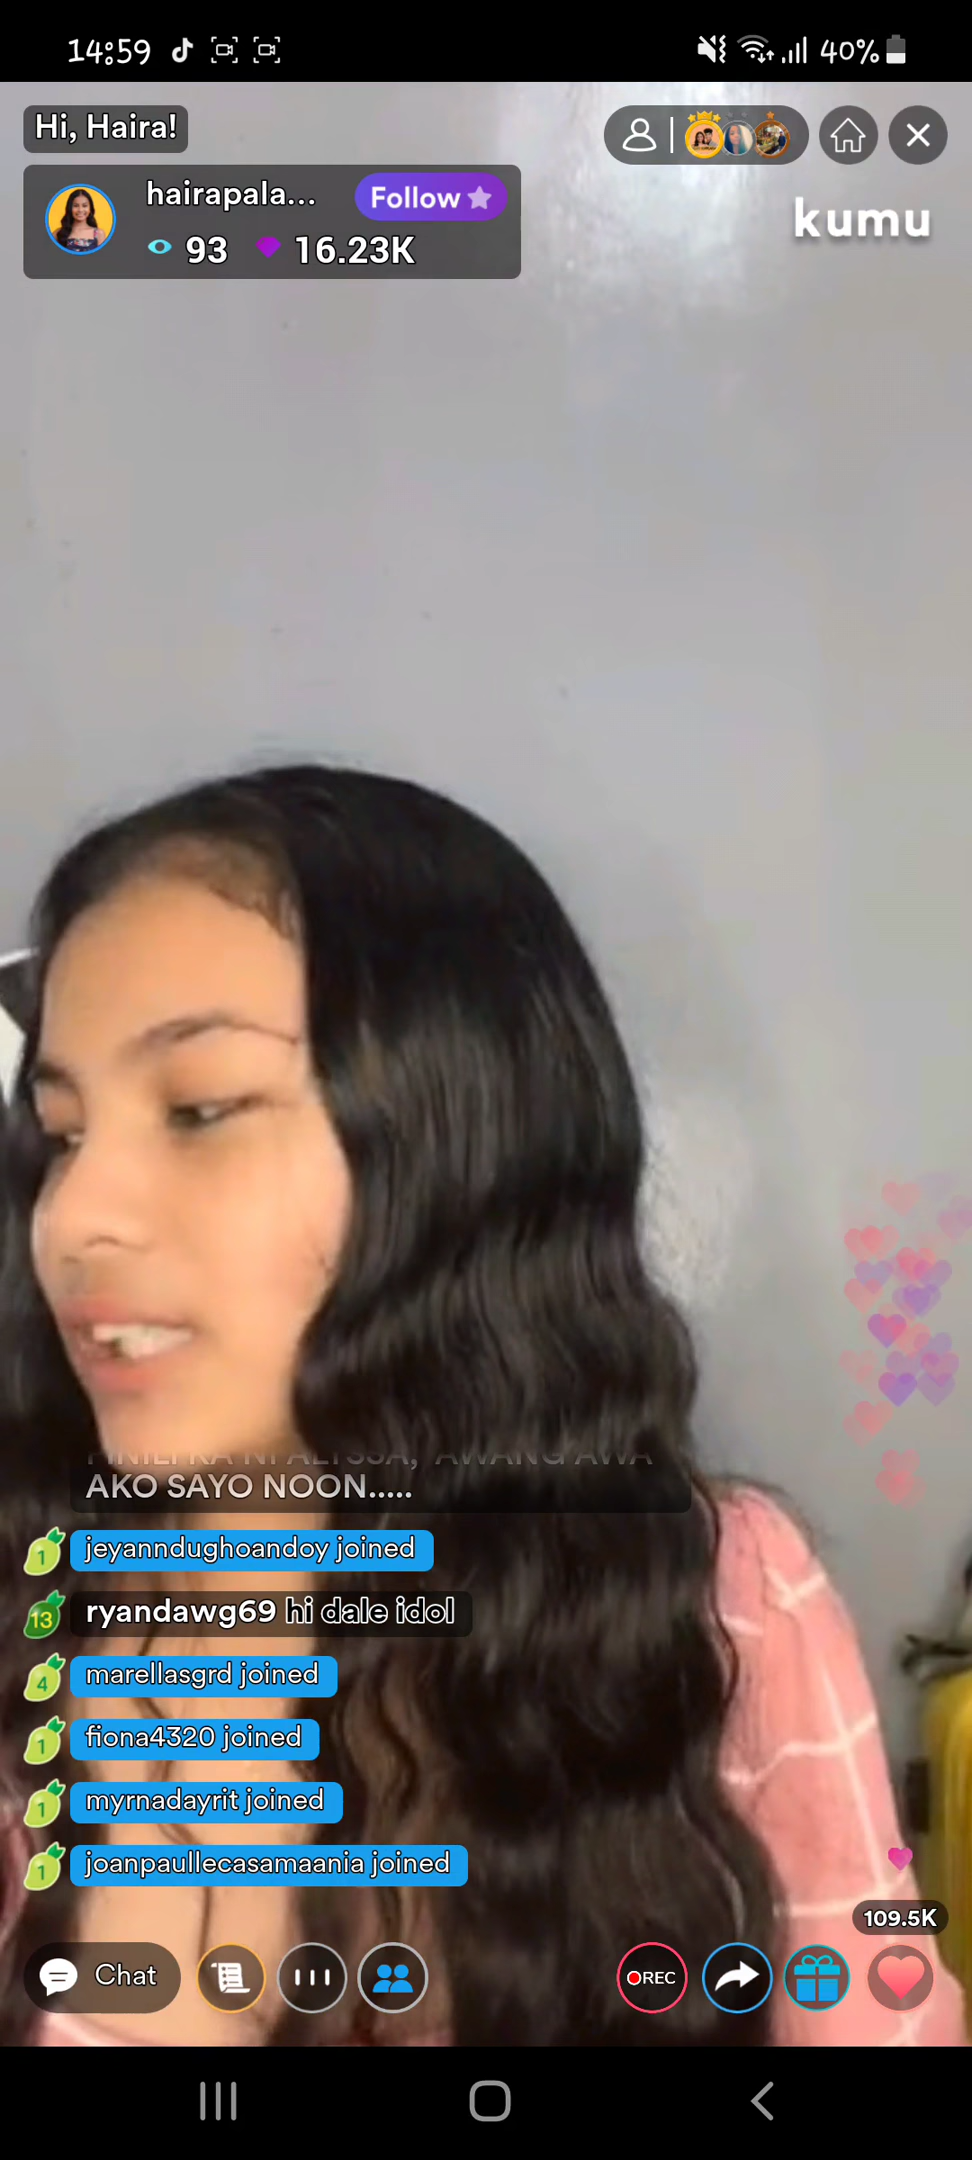 14:59
40%
Hi, Haira!
hairapala...
Follow
93
16.23K
kumu
AKO SAYO NOON.....
1
jeyanndughoandoy joined
13
ryandawg69 hi dale idol
4
marellasgrd joined
1
fiona4320 joined
1
myrnadayrit joined
1
joanpaullecasamaania joined
109.5K
Chat
REC